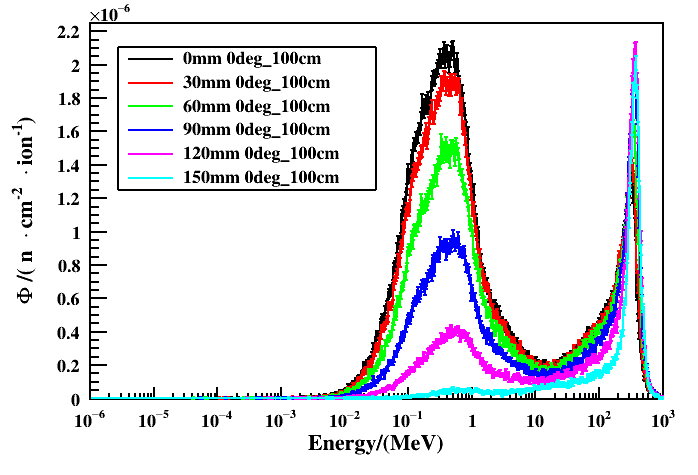 ×10⁻⁶
2.2
2
1.8
1.6
1.4
1.2
1
0.8
0.6
0.4
0.2
0
Φ /( n · cm⁻² · ion⁻¹)
0mm 0deg_100cm
30mm 0deg_100cm
60mm 0deg_100cm
90mm 0deg_100cm
120mm 0deg_100cm
150mm 0deg_100cm
10⁻⁶ 10⁻⁵ 10⁻⁴ 10⁻³ 10⁻² 10⁻¹ 1 10 10² 10³
Energy/(MeV)